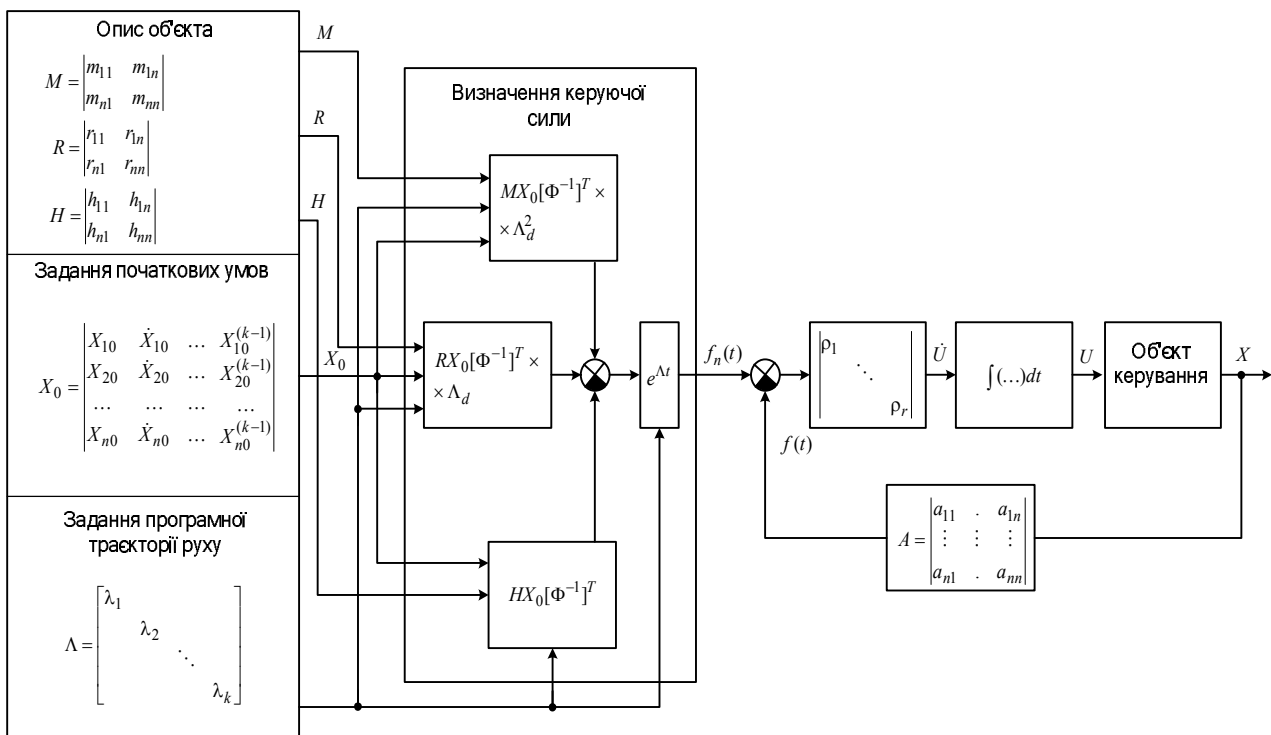 Опис об'єкта
M = |m₁₁ m₁ₙ|
|mₙ₁ mₙₙ|
R = |r₁₁ r₁ₙ|
|rₙ₁ rₙₙ|
H = |h₁₁ h₁ₙ|
|hₙ₁ hₙₙ|
Задання початкових умов
X₀ = |X₁₀ Ẋ₁₀ … X₁₀^(k−1)|
|X₂₀ Ẋ₂₀ … X₂₀^(k−1)|
|… … … …|
|Xₙ₀ Ẋₙ₀ … Xₙ₀^(k−1)|
Задання програмної
траєкторії руху
Λ = [λ₁
λ₂
⋱
λₖ]
M
R
H
X₀
Визначення керуючої
сили
MX₀[Φ⁻¹]ᵀ ×
× Λ_d²
RX₀[Φ⁻¹]ᵀ ×
× Λ_d
HX₀[Φ⁻¹]ᵀ
e^Λt
fₙ(t)
f(t)
|ρ₁
⋱
ρᵣ|
U̇
∫(…)dt
U
Об'єкт
керування
X
A = |a₁₁ . a₁ₙ|
|⋮ ⋮ ⋮|
|aₙ₁ . aₙₙ|